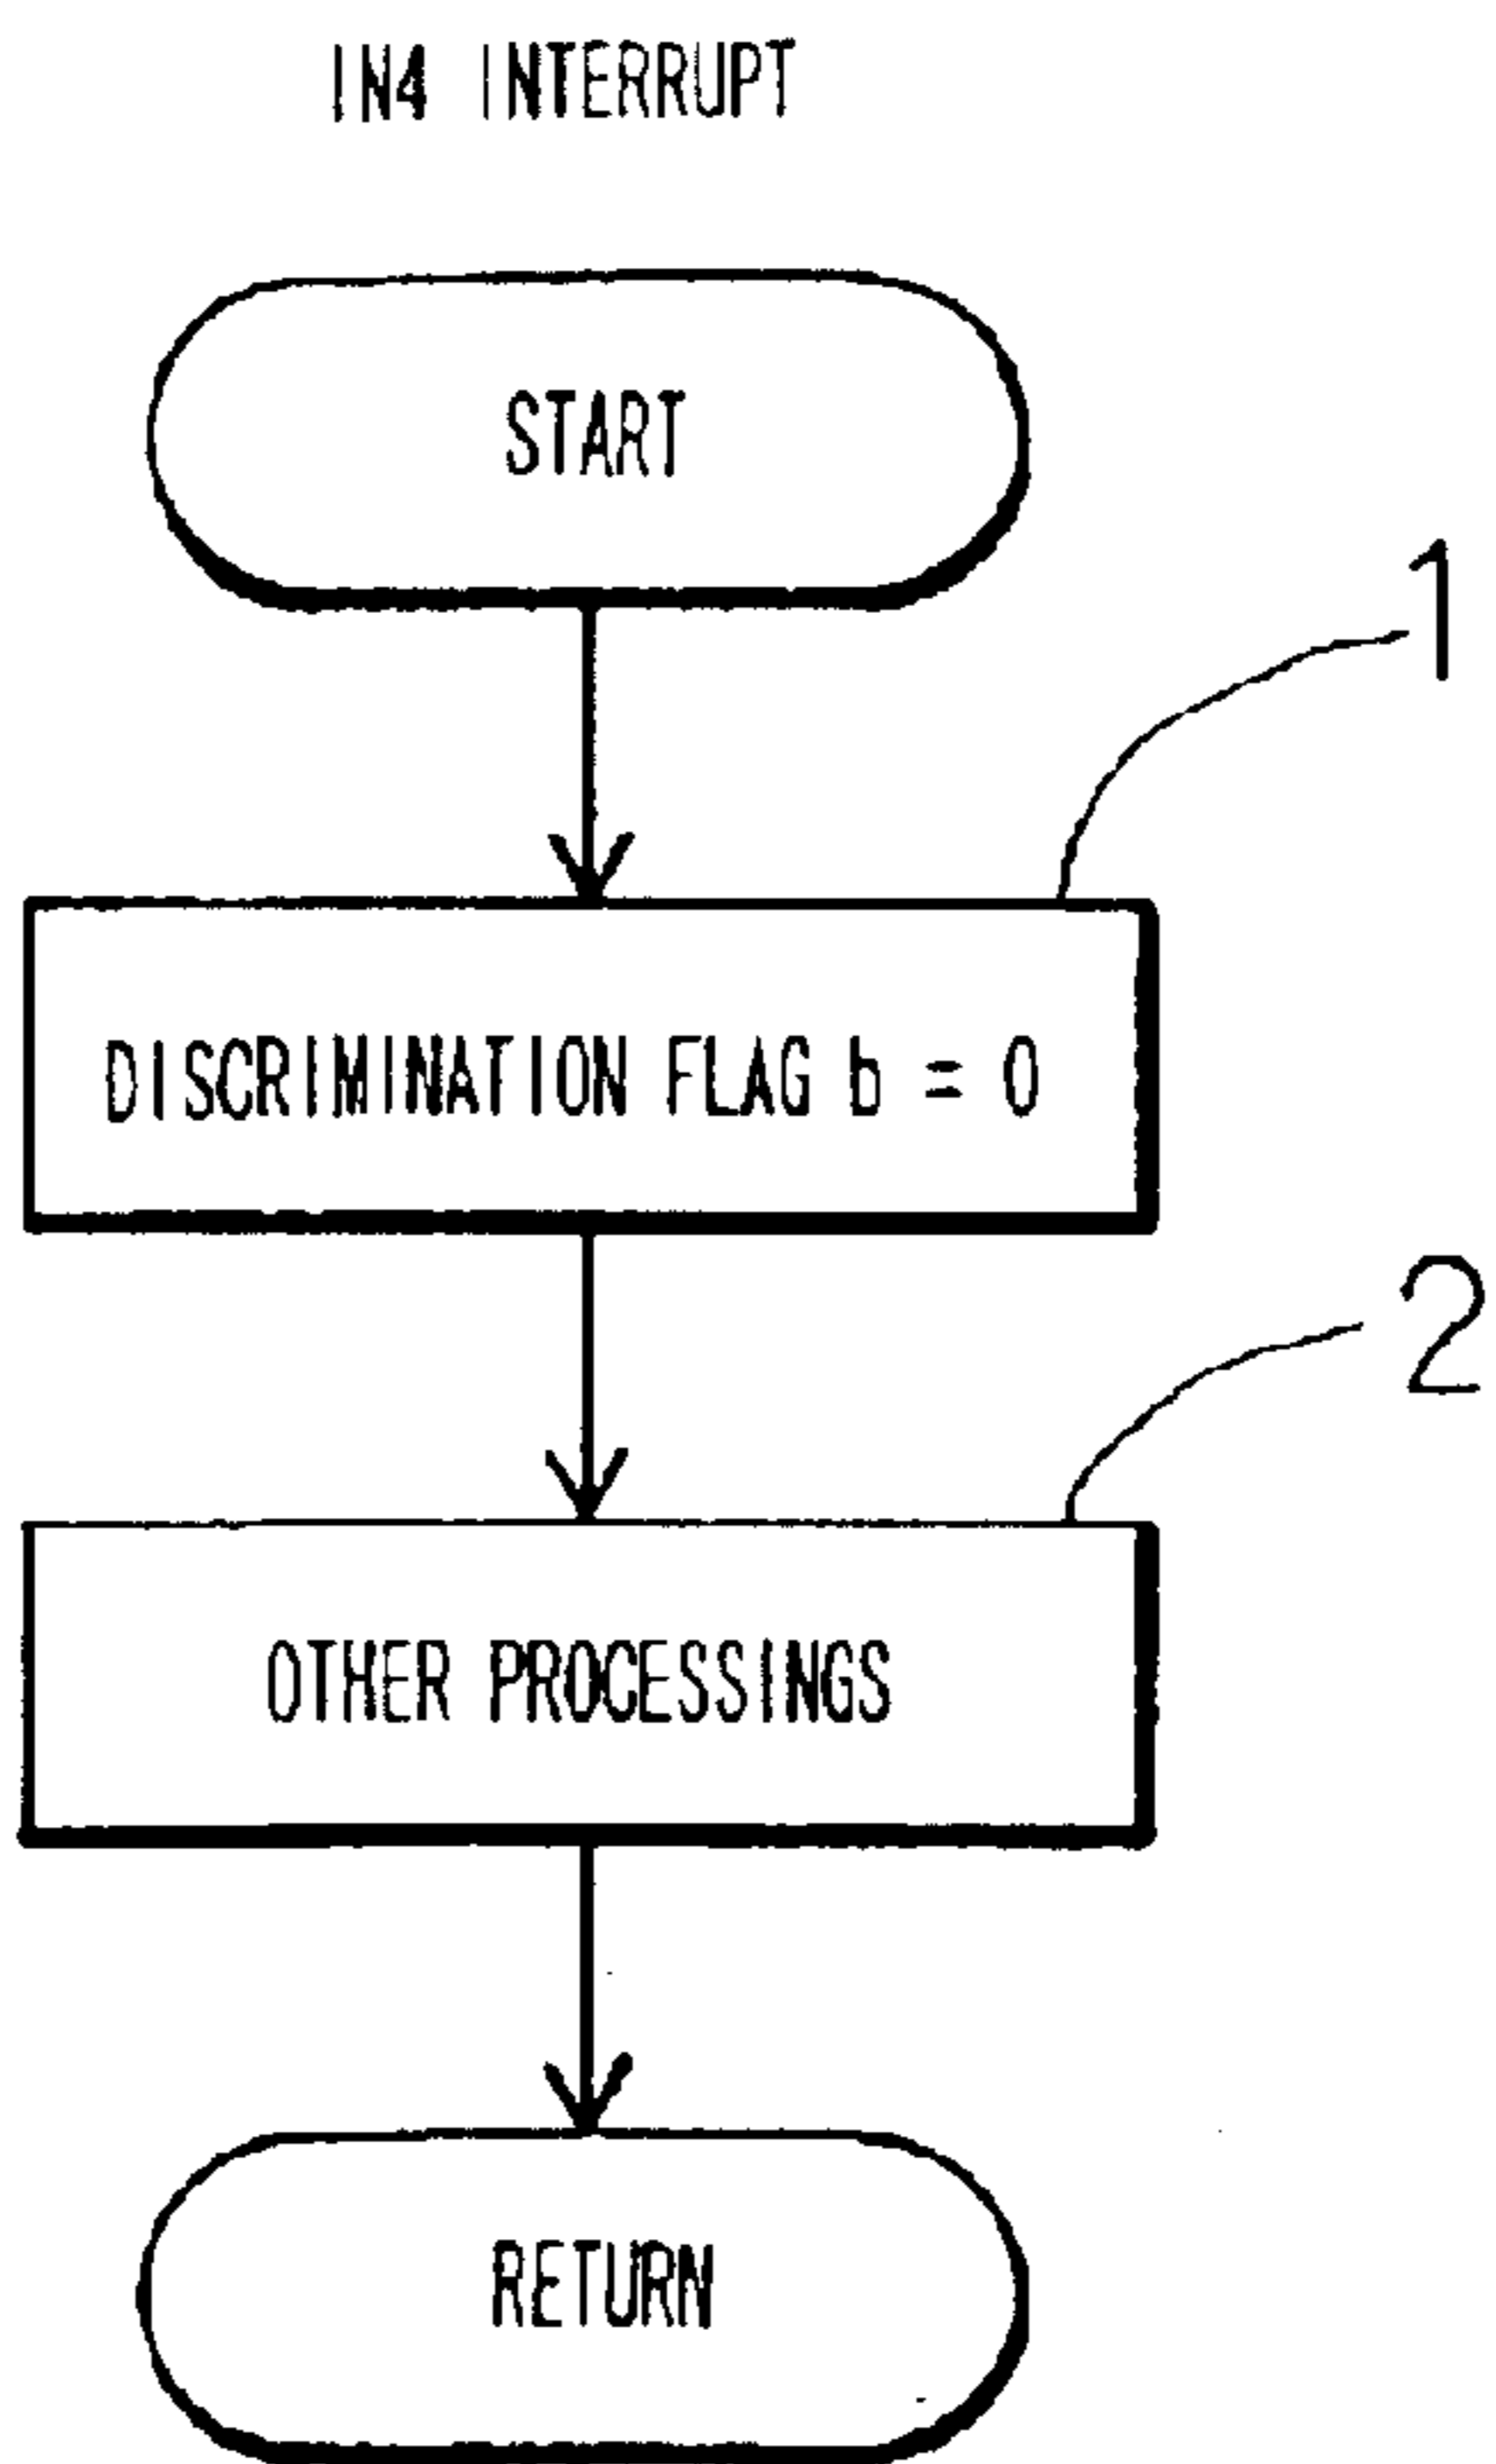 IN4 INTERRUPT
START
1
DISCRIMINATION FLAG b = 0
2
OTHER PROCESSINGS
RETURN